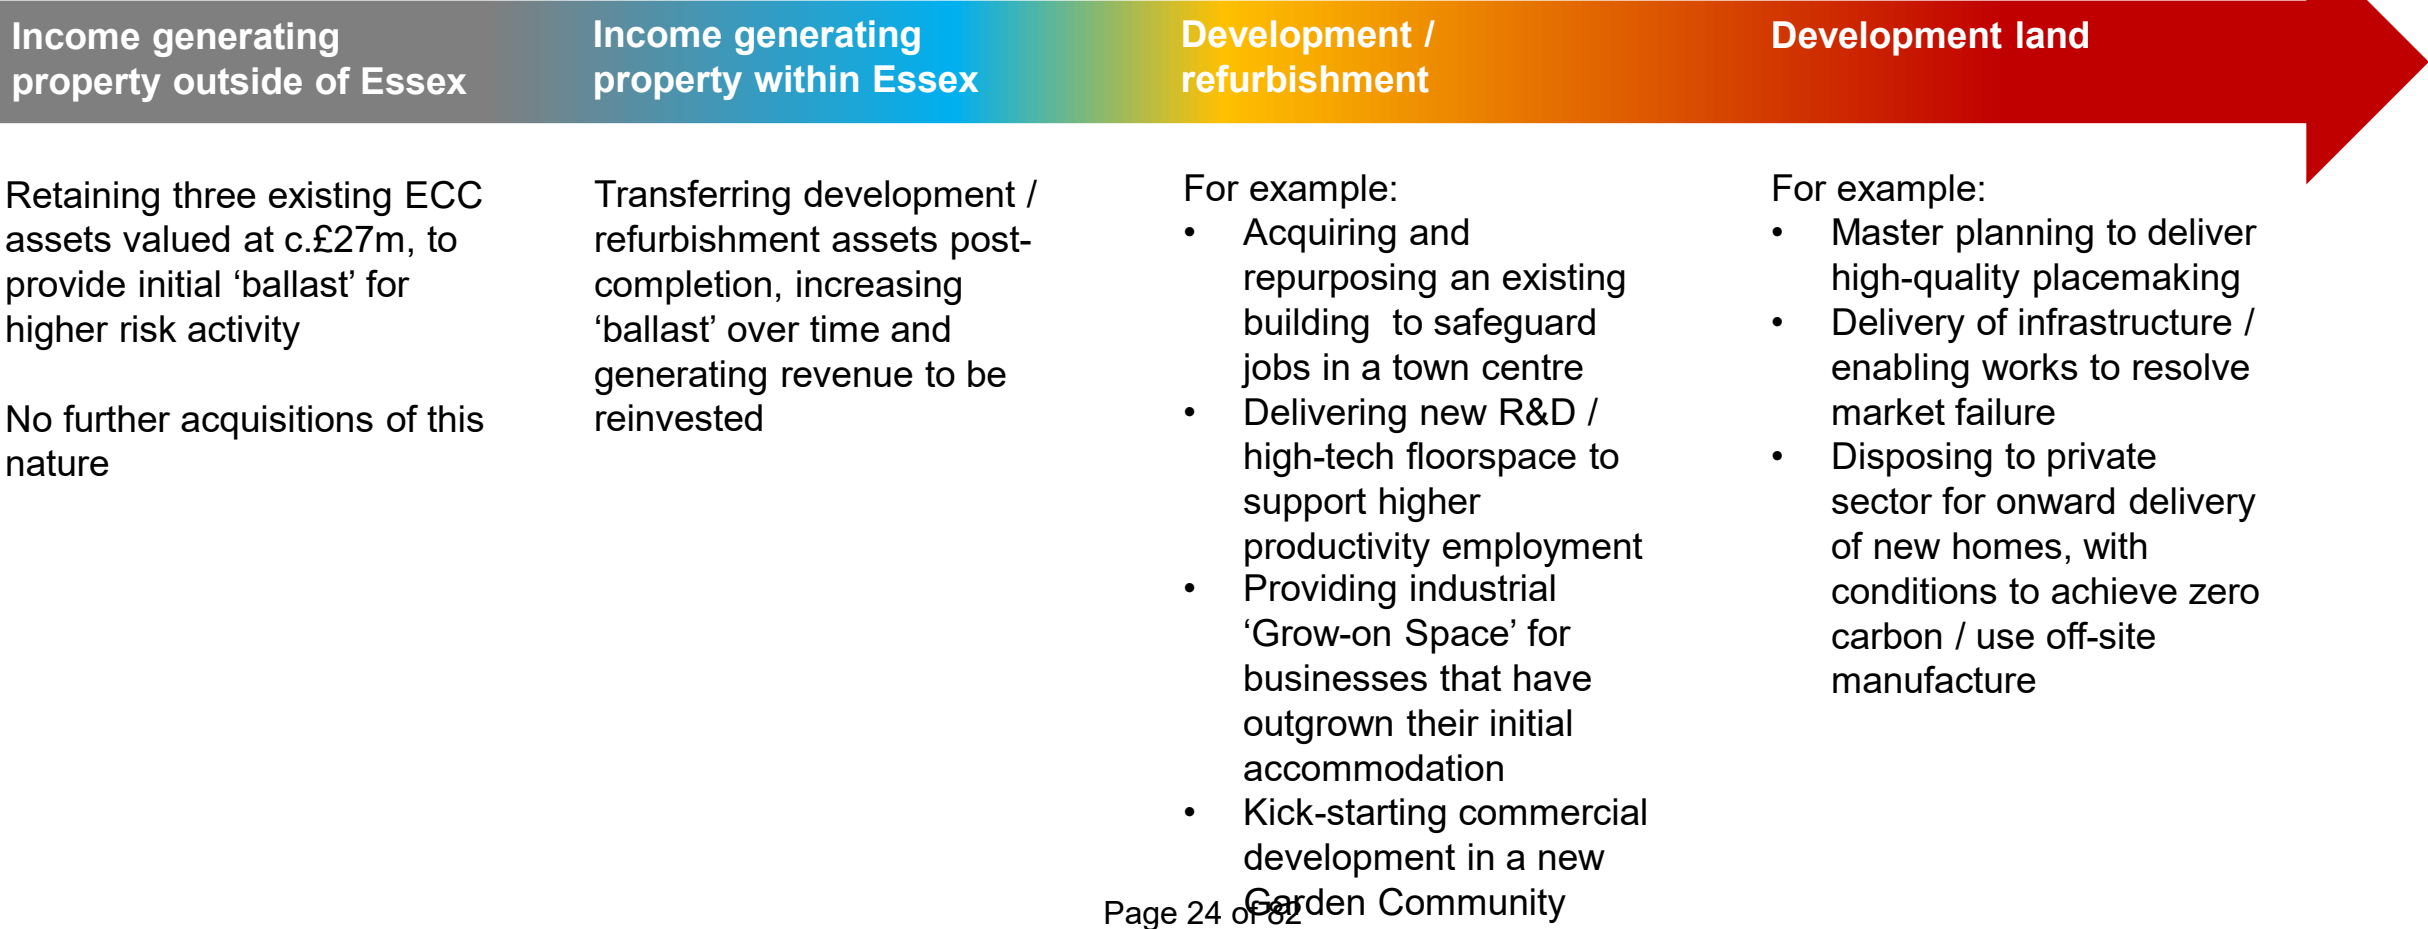 Income generating
property outside of Essex
Income generating
property within Essex
Development /
refurbishment
Development land
Retaining three existing ECC
assets valued at c.£27m, to
provide initial ‘ballast’ for
higher risk activity
No further acquisitions of this
nature
Transferring development /
refurbishment assets post-
completion, increasing
‘ballast’ over time and
generating revenue to be
reinvested
For example:
• Acquiring and
repurposing an existing
building to safeguard
jobs in a town centre
• Delivering new R&D /
high-tech floorspace to
support higher
productivity employment
• Providing industrial
‘Grow-on Space’ for
businesses that have
outgrown their initial
accommodation
• Kick-starting commercial
development in a new
Garden Community
For example:
• Master planning to deliver
high-quality placemaking
• Delivery of infrastructure /
enabling works to resolve
market failure
• Disposing to private
sector for onward delivery
of new homes, with
conditions to achieve zero
carbon / use off-site
manufacture
Page 24 of 82